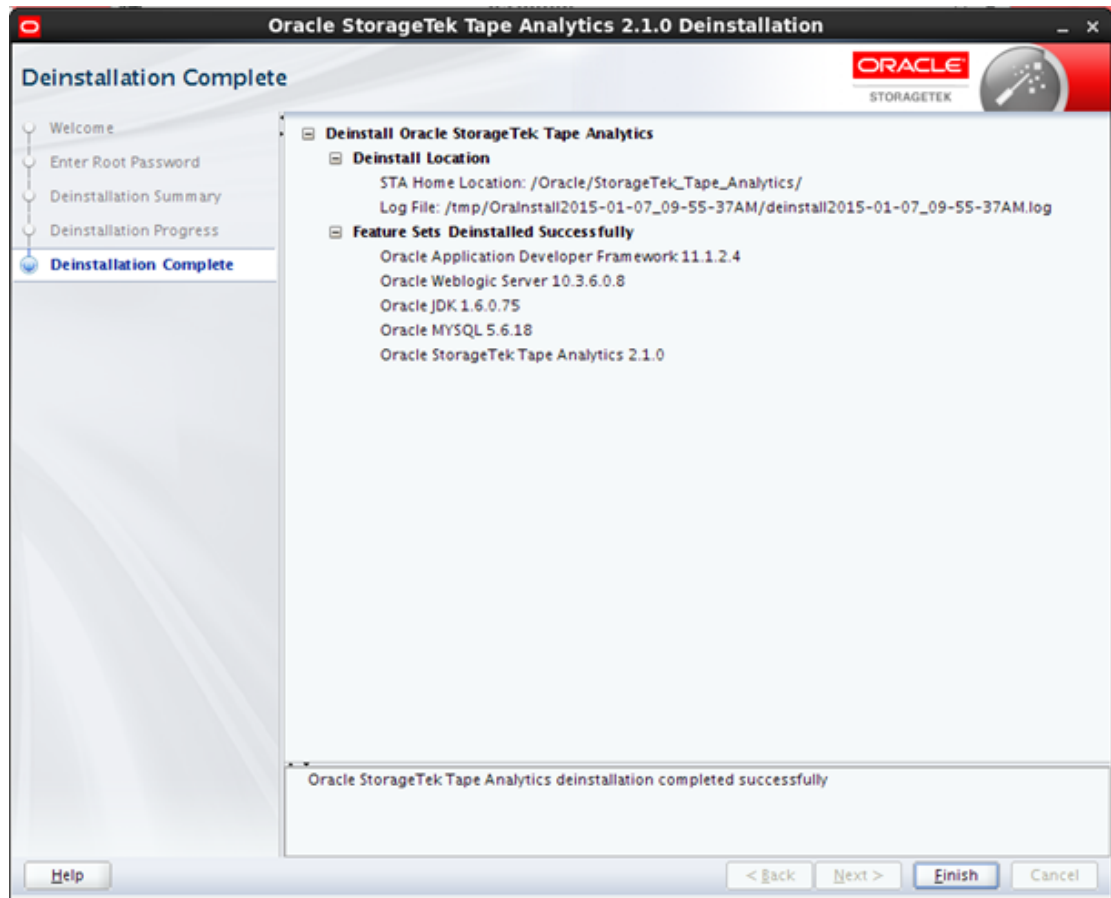 Oracle StorageTek Tape Analytics 2.1.0 Deinstallation
Deinstallation Complete
ORACLE
STORAGETEK
Welcome
Enter Root Password
Deinstallation Summary
Deinstallation Progress
Deinstallation Complete
Deinstall Oracle StorageTek Tape Analytics
Deinstall Location
STA Home Location: /Oracle/StorageTek_Tape_Analytics/
Log File: /tmp/OraInstall2015-01-07_09-55-37AM/deinstall2015-01-07_09-55-37AM.log
Feature Sets Deinstalled Successfully
Oracle Application Developer Framework 11.1.2.4
Oracle Weblogic Server 10.3.6.0.8
Oracle JDK 1.6.0.75
Oracle MYSQL 5.6.18
Oracle StorageTek Tape Analytics 2.1.0
Oracle StorageTek Tape Analytics deinstallation completed successfully
Help
< Back
Next >
Finish
Cancel